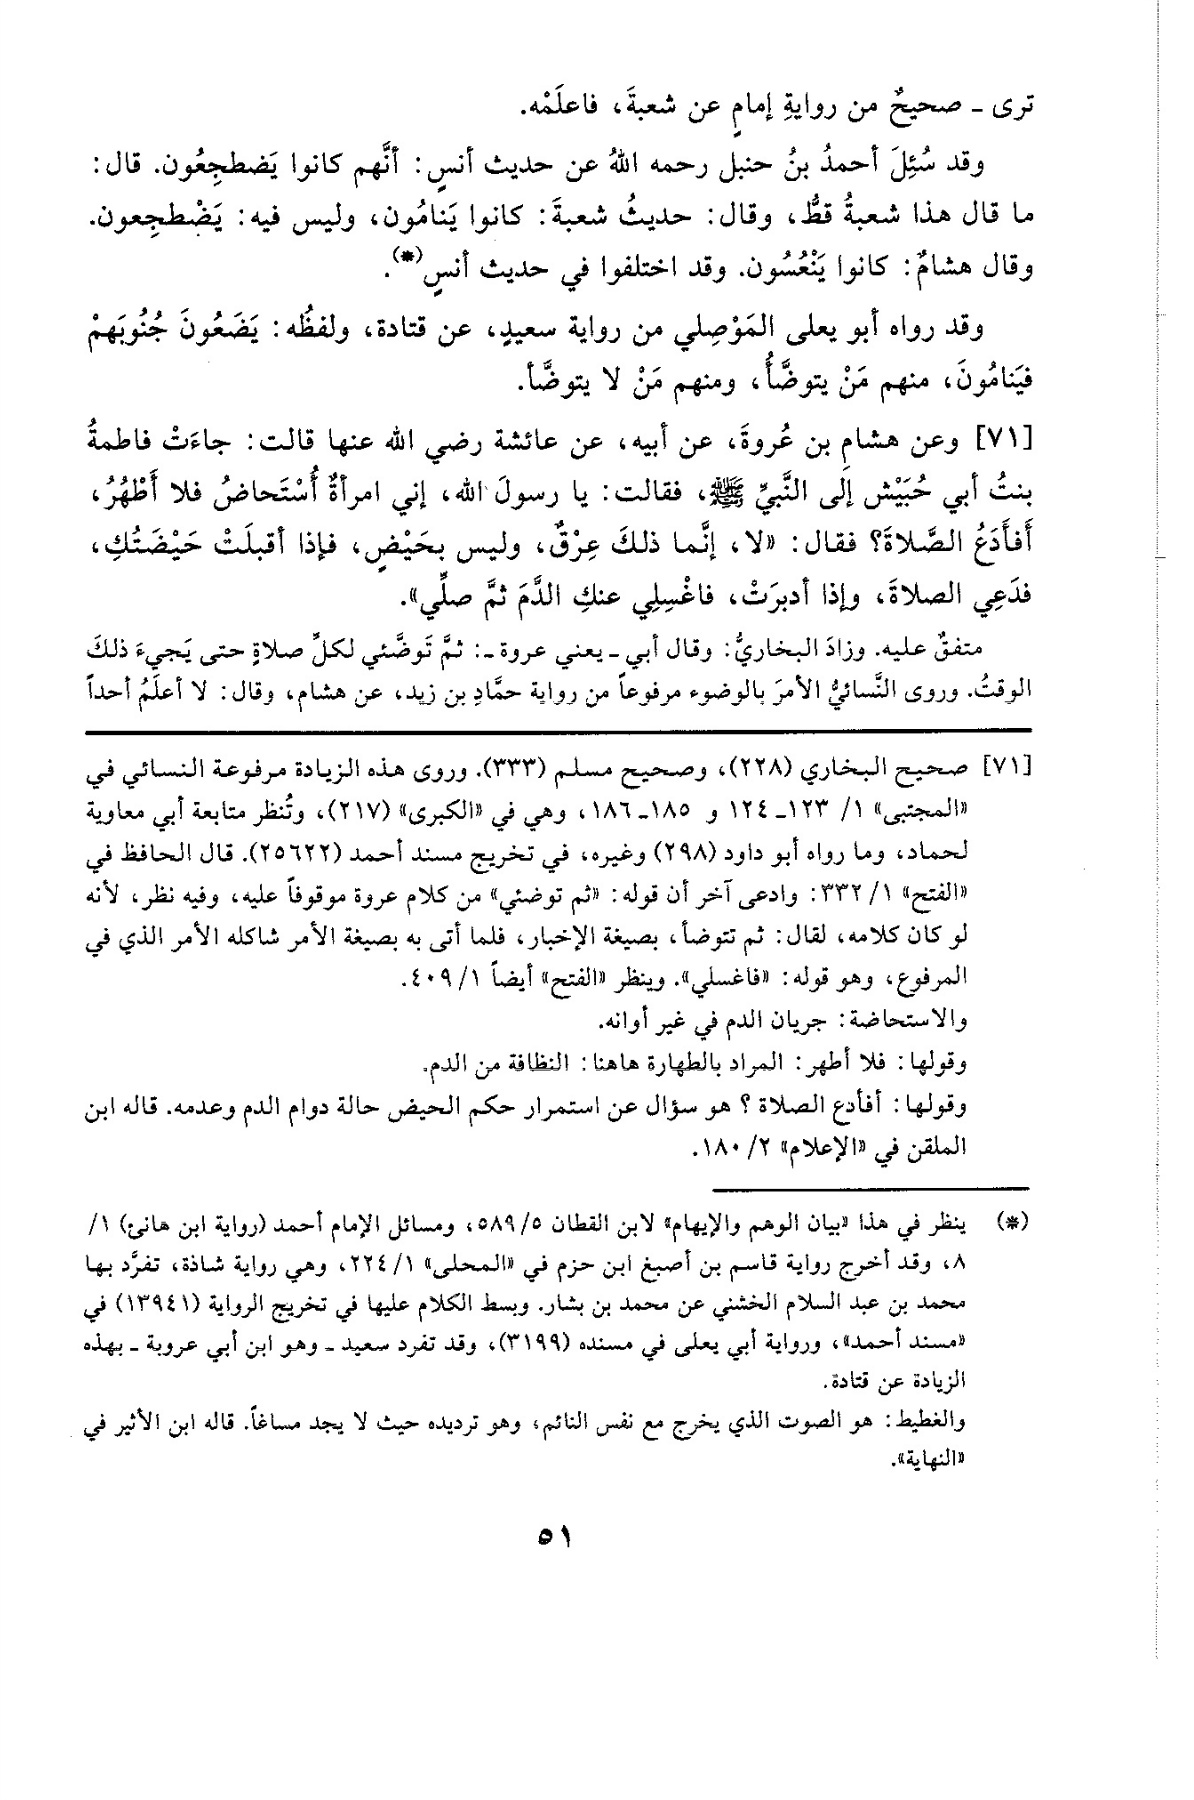 ترى ـ صحيحٌ من روايةِ إمامٍ عن شعبةَ، فاعلَمْه.
وقد سُئِلَ أحمدُ بنُ حنبل رحمه اللهُ عن حديث أنسٍ: أنَّهم كانوا يَضطجِعُون. قال:
ما قال هذا شعبةُ قطُّ، وقال: حديثُ شعبةَ: كانوا يَنامُون، وليس فيه: يَضْطجِعون.
وقال هشامٌ: كانوا يَنْعُسُون. وقد اختلفوا في حديث أنسٍ(*).
وقد رواه أبو يعلى المَوْصِلي من رواية سعيدٍ، عن قتادة، ولفظُه: يَضَعُونَ جُنُوبَهمْ
فيَنامُونَ، منهم مَنْ يتوضَّأُ، ومنهم مَنْ لا يتوضَّأ.
[٧١] وعن هشامِ بن عُروةَ، عن أبيه، عن عائشة رضي الله عنها قالت: جاءَتْ فاطمةُ
بنتُ أبي حُبَيْش إلى النَّبيِّ ﷺ، فقالت: يا رسولَ الله، إني امرأةٌ أُسْتَحاضُ فلا أَطْهُرُ،
أَفأَدَعُ الصَّلاةَ؟ فقال: «لا، إنَّما ذلكَ عِرْقٌ، وليس بحَيْضٍ، فإذا أقبلَتْ حَيْضَتُكِ،
فدَعِي الصلاةَ، وإذا أدبرَتْ، فاغْسِلِي عنكِ الدَّمَ ثمَّ صلِّي».
متفقٌ عليه. وزادَ البخاريُّ: وقال أبي ـ يعني عروة ـ: ثمَّ تَوضَّئي لكلِّ صلاةٍ حتى يَجيءَ ذلكَ
الوقتُ. وروى النَّسائيُّ الأمرَ بالوضوء مرفوعاً من رواية حمَّادِ بن زيد، عن هشام، وقال: لا أعلَمُ أحداً
[٧١] صحيح البخاري (٢٢٨)، وصحيح مسلم (٣٣٣). وروى هذه الزيادة مرفوعة النسائي في
«المجتبى» ١/ ١٢٣ـ ١٢٤ و ١٨٥ـ ١٨٦، وهي في «الكبرى» (٢١٧)، وتُنظر متابعة أبي معاوية
لحماد، وما رواه أبو داود (٢٩٨) وغيره، في تخريج مسند أحمد (٢٥٦٢٢). قال الحافظ في
«الفتح» ١/ ٣٣٢: وادعى آخر أن قوله: «ثم توضئي» من كلام عروة موقوفاً عليه، وفيه نظر، لأنه
لو كان كلامه، لقال: ثم تتوضأ، بصيغة الإخبار، فلما أتى به بصيغة الأمر شاكله الأمر الذي في
المرفوع، وهو قوله: «فاغسلي». وينظر «الفتح» أيضاً ١/ ٤٠٩.
والاستحاضة: جريان الدم في غير أوانه.
وقولها: فلا أطهر: المراد بالطهارة هاهنا: النظافة من الدم.
وقولها: أفأدع الصلاة ؟ هو سؤال عن استمرار حكم الحيض حالة دوام الدم وعدمه. قاله ابن
الملقن في «الإعلام» ٢/ ١٨٠.
(*) ينظر في هذا «بيان الوهم والإيهام» لابن القطان ٥/ ٥٨٩، ومسائل الإمام أحمد (رواية ابن هانئ) ١/
٨، وقد أخرج رواية قاسم بن أصبغ ابن حزم في «المحلى» ١/ ٢٢٤، وهي رواية شاذة، تفرَّد بها
محمد بن عبد السلام الخشني عن محمد بن بشار. وبسط الكلام عليها في تخريج الرواية (١٣٩٤١) في
«مسند أحمد»، ورواية أبي يعلى في مسنده (٣١٩٩)، وقد تفرد سعيد ـ وهو ابن أبي عروبة ـ بهذه
الزيادة عن قتادة.
والغطيط: هو الصوت الذي يخرج مع نفس النائم، وهو ترديده حيث لا يجد مساغاً. قاله ابن الأثير في
«النهاية».
٥١